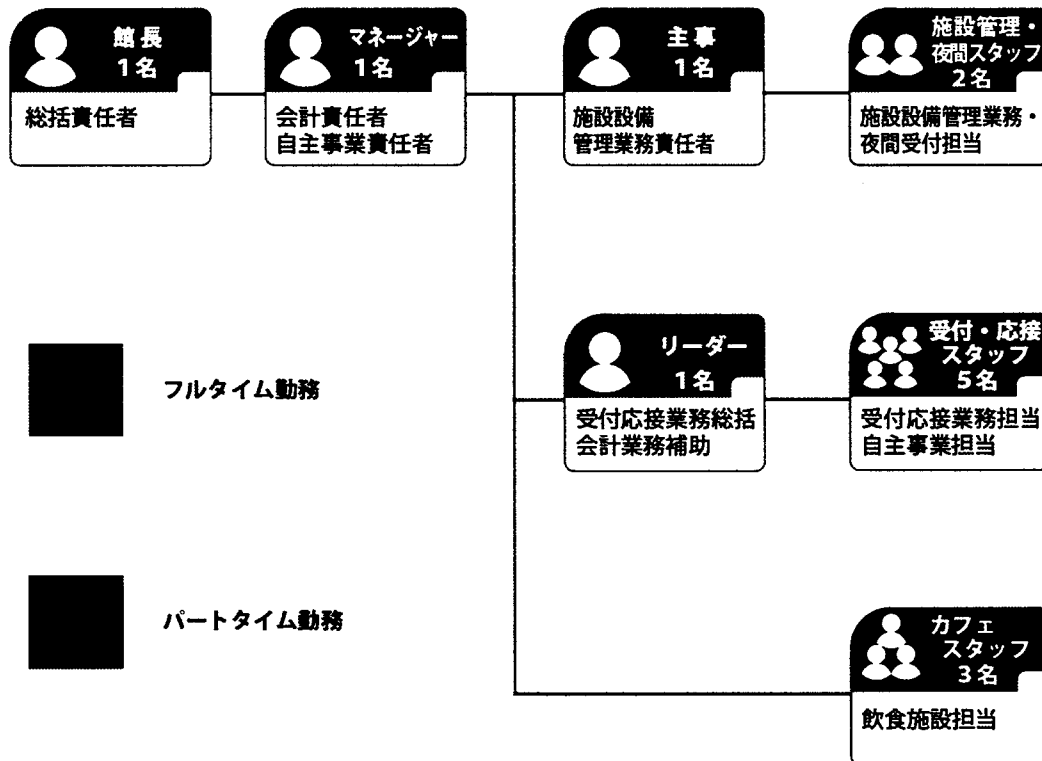 館長
1名
総括責任者
マネージャー
1名
会計責任者
自主事業責任者
主事
1名
施設設備
管理業務責任者
施設管理・
夜間スタッフ
2名
施設設備管理業務・
夜間受付担当
フルタイム勤務
リーダー
1名
受付応接業務総括
会計業務補助
受付・応接
スタッフ
5名
受付応接業務担当
自主事業担当
パートタイム勤務
カフェ
スタッフ
3名
飲食施設担当